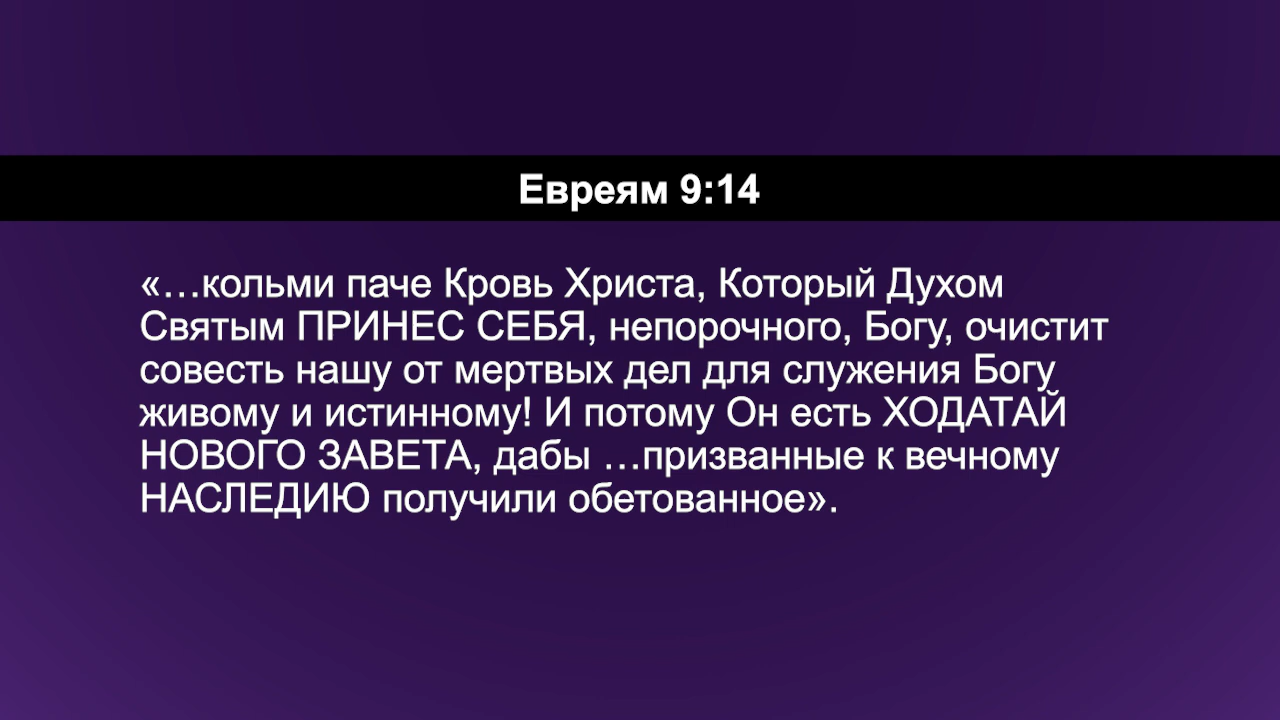 Евреям 9:14
«…кольми паче Кровь Христа, Который Духом
Святым ПРИНЕС СЕБЯ, непорочного, Богу, очистит
совесть нашу от мертвых дел для служения Богу
живому и истинному! И потому Он есть ХОДАТАЙ
НОВОГО ЗАВЕТА, дабы …призванные к вечному
НАСЛЕДИЮ получили обетованное».